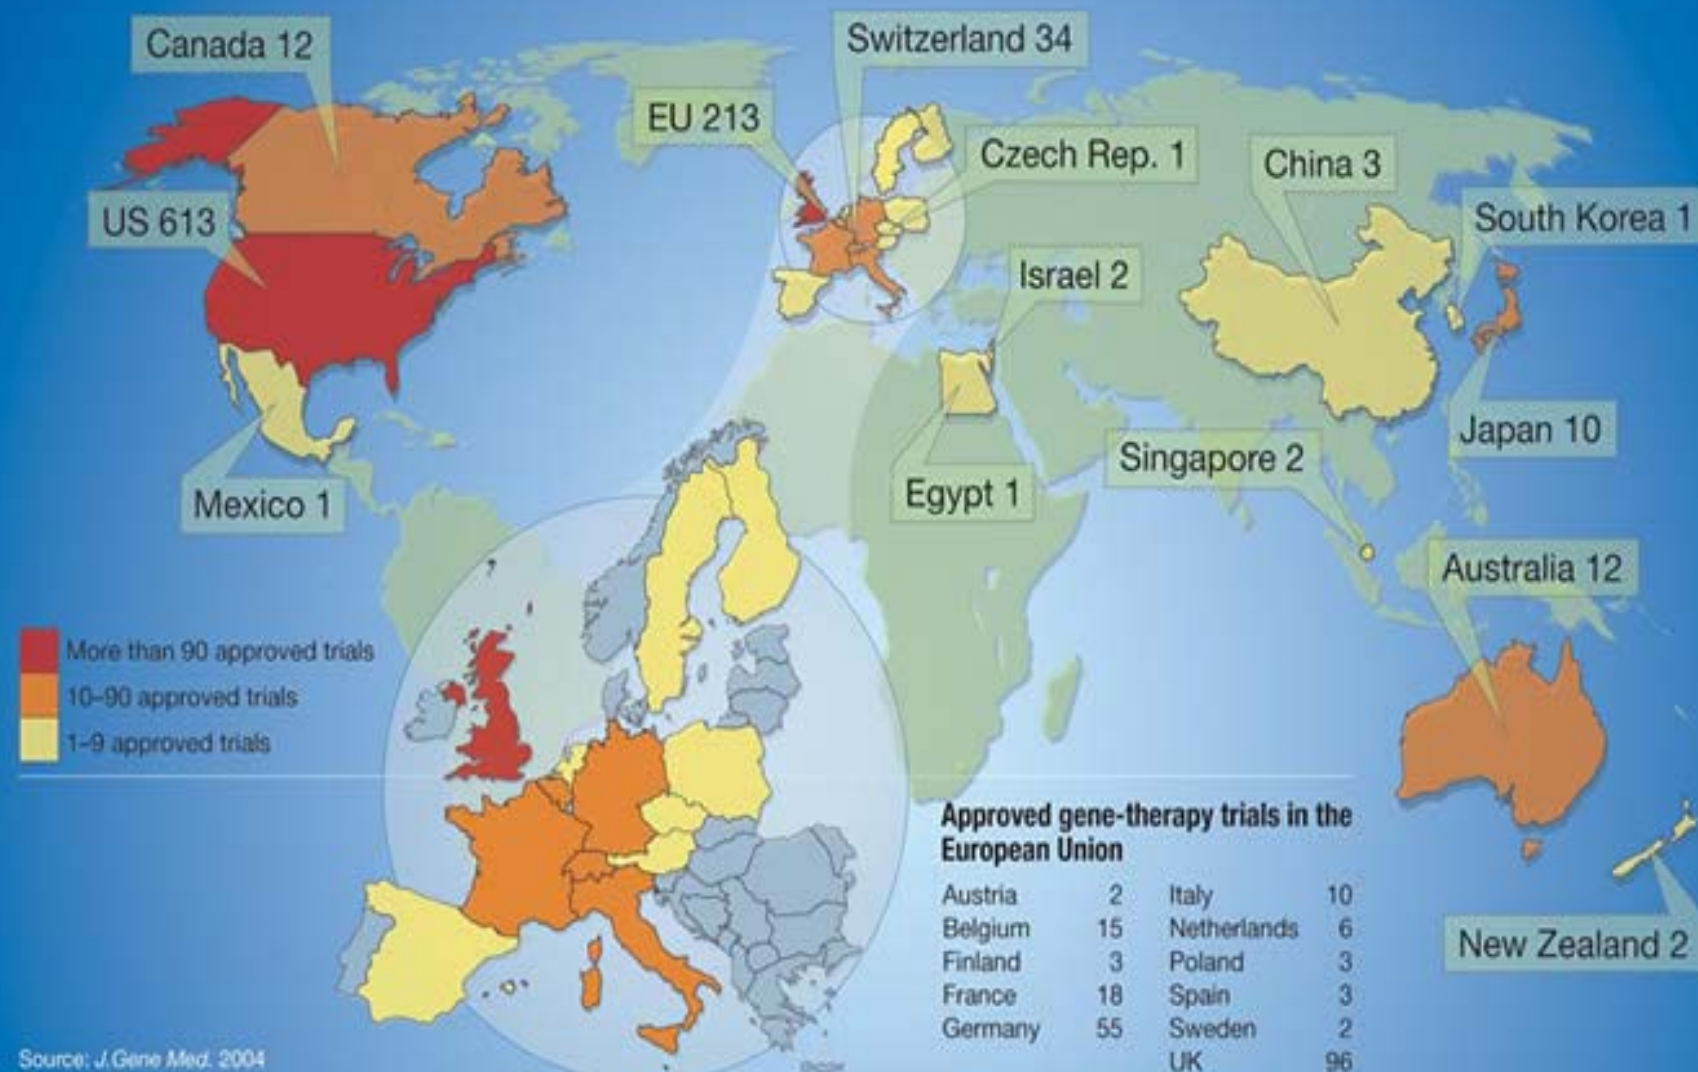 Canada 12
Switzerland 34
EU 213
Czech Rep. 1
China 3
US 613
South Korea 1
Israel 2
Japan 10
Singapore 2
Egypt 1
Mexico 1
Australia 12
More than 90 approved trials
10–90 approved trials
1–9 approved trials
New Zealand 2
Approved gene-therapy trials in the
European Union
Austria 2 Italy 10
Belgium 15 Netherlands 6
Finland 3 Poland 3
France 18 Spain 3
Germany 55 Sweden 2
UK 96
Source: J.Gene Med. 2004